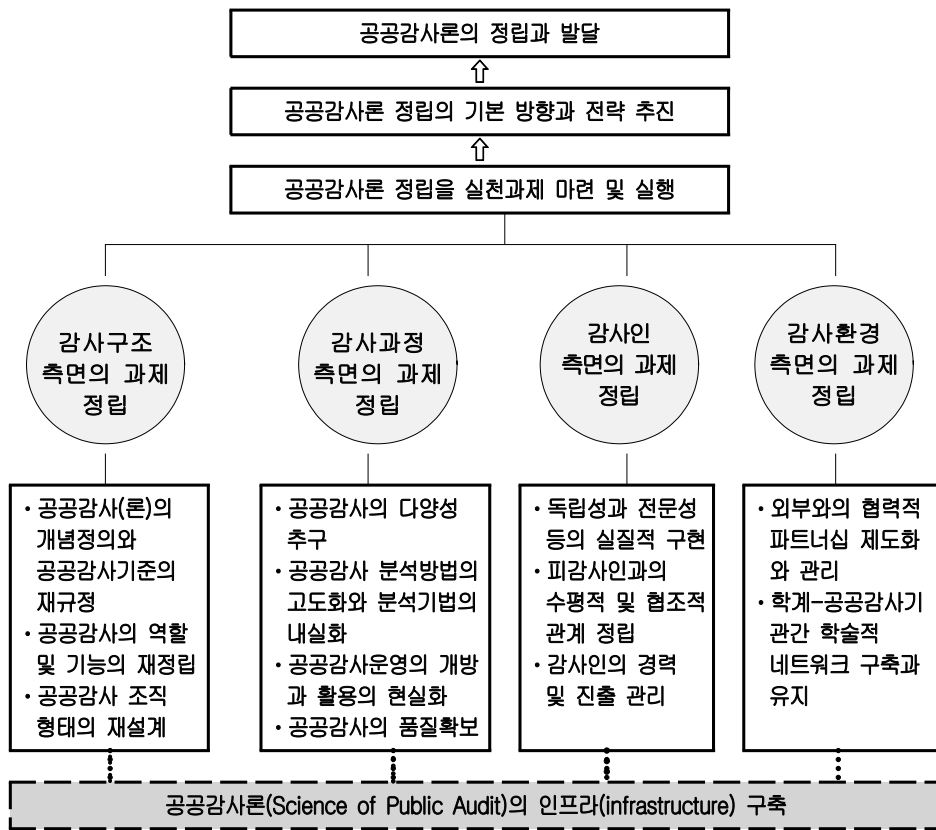 공공감사론의 정립과 발달
공공감사론 정립의 기본 방향과 전략 추진
공공감사론 정립을 실천과제 마련 및 실행
감사구조
측면의 과제
정립
감사과정
측면의 과제
정립
감사인
측면의 과제
정립
감사환경
측면의 과제
정립
· 공공감사(론)의
개념정의와
공공감사기준의
재규정
· 공공감사의 역할
및 기능의 재정립
· 공공감사 조직
형태의 재설계
· 공공감사의 다양성
추구
· 공공감사 분석방법의
고도화와 분석기법의
내실화
· 공공감사운영의 개방
과 활용의 현실화
· 공공감사의 품질확보
· 독립성과 전문성
등의 실질적 구현
· 피감사인과의
수평적 및 협조적
관계 정립
· 감사인의 경력
및 진출 관리
· 외부와의 협력적
파트너십 제도화
와 관리
· 학계-공공감사기
관간 학술적
네트워크 구축과
유지
공공감사론(Science of Public Audit)의 인프라(infrastructure) 구축